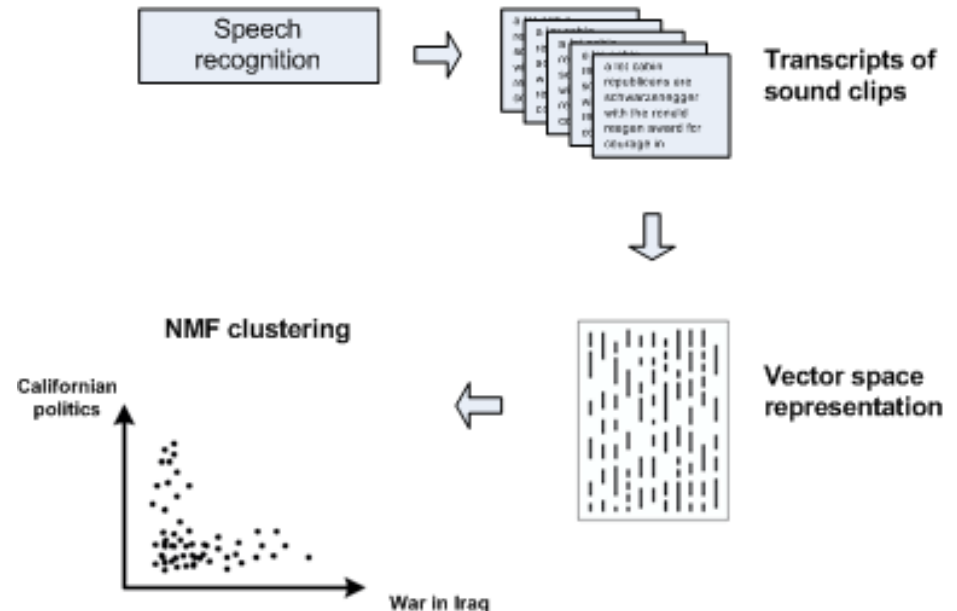 Speech
recognition
a lot cabin
republicans are
schwarzenegger
with the ronald
reagan award for
courage in
Transcripts of
sound clips
NMF clustering
Californian
politics
Vector space
representation
War in Iraq